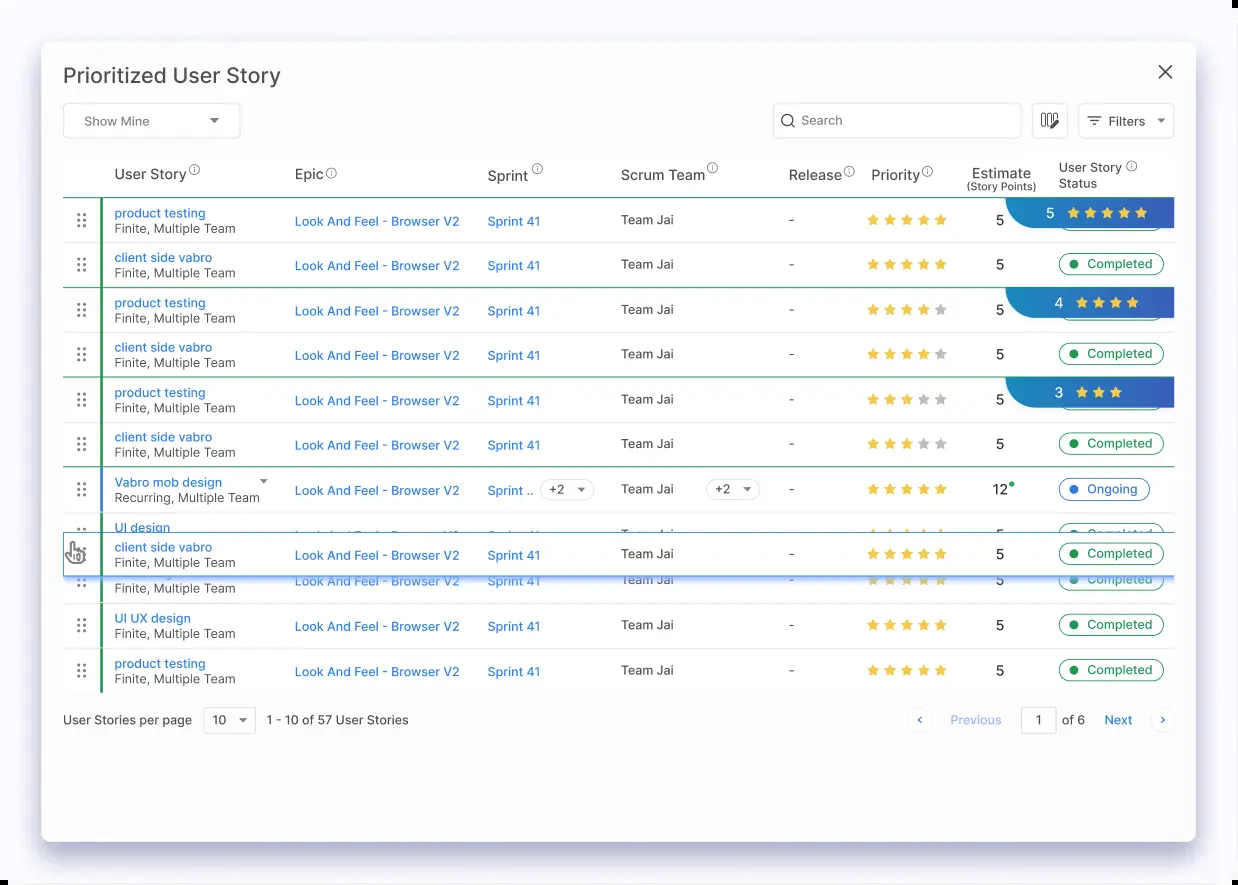 Prioritized User Story
Show Mine
Search
Filters
User Story Epic Sprint Scrum Team Release Priority Estimate (Story Points) User Story Status
product testing
Finite, Multiple Team
Look And Feel - Browser V2 Sprint 41 Team Jai - 5
5
client side vabro
Finite, Multiple Team
Look And Feel - Browser V2 Sprint 41 Team Jai - 5 Completed
product testing
Finite, Multiple Team
Look And Feel - Browser V2 Sprint 41 Team Jai - 5
4
client side vabro
Finite, Multiple Team
Look And Feel - Browser V2 Sprint 41 Team Jai - 5 Completed
product testing
Finite, Multiple Team
Look And Feel - Browser V2 Sprint 41 Team Jai - 5
3
client side vabro
Finite, Multiple Team
Look And Feel - Browser V2 Sprint 41 Team Jai - 5 Completed
Vabro mob design
Recurring, Multiple Team
Look And Feel - Browser V2 Sprint .. +2 Team Jai +2 - 12 Ongoing
UI design
client side vabro
Finite, Multiple Team
Look And Feel - Browser V2 Sprint 41 Team Jai - 5 Completed
Finite, Multiple Team
Look And Feel - Browser V2 Sprint 41 Team Jai - 5 Completed
UI UX design
Finite, Multiple Team
Look And Feel - Browser V2 Sprint 41 Team Jai - 5 Completed
product testing
Finite, Multiple Team
Look And Feel - Browser V2 Sprint 41 Team Jai - 5 Completed
User Stories per page 10 1 - 10 of 57 User Stories
< Previous 1 of 6 Next >